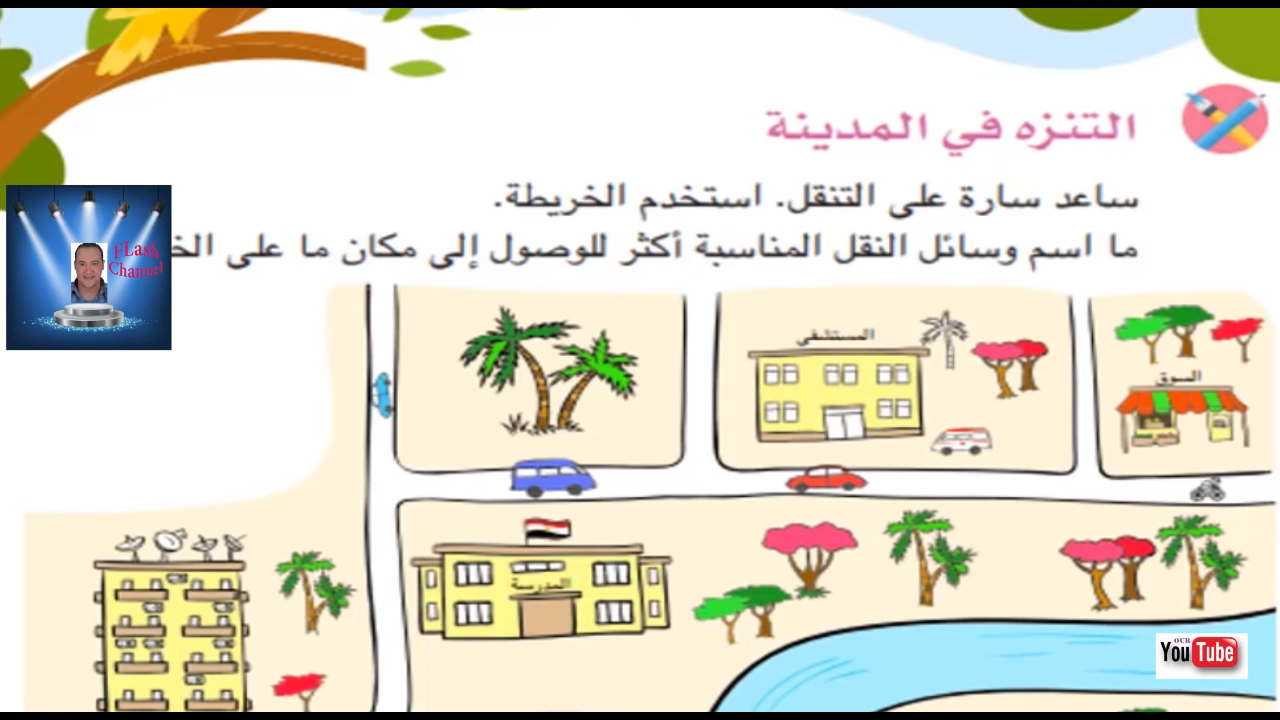 التنزه في المدينة
ساعد سارة على التنقل. استخدم الخريطة.
ما اسم وسائل النقل المناسبة أكثر للوصول إلى مكان ما على
FLash
Channel
المستشفى
السوق
المدرسة
OUR
YouTube